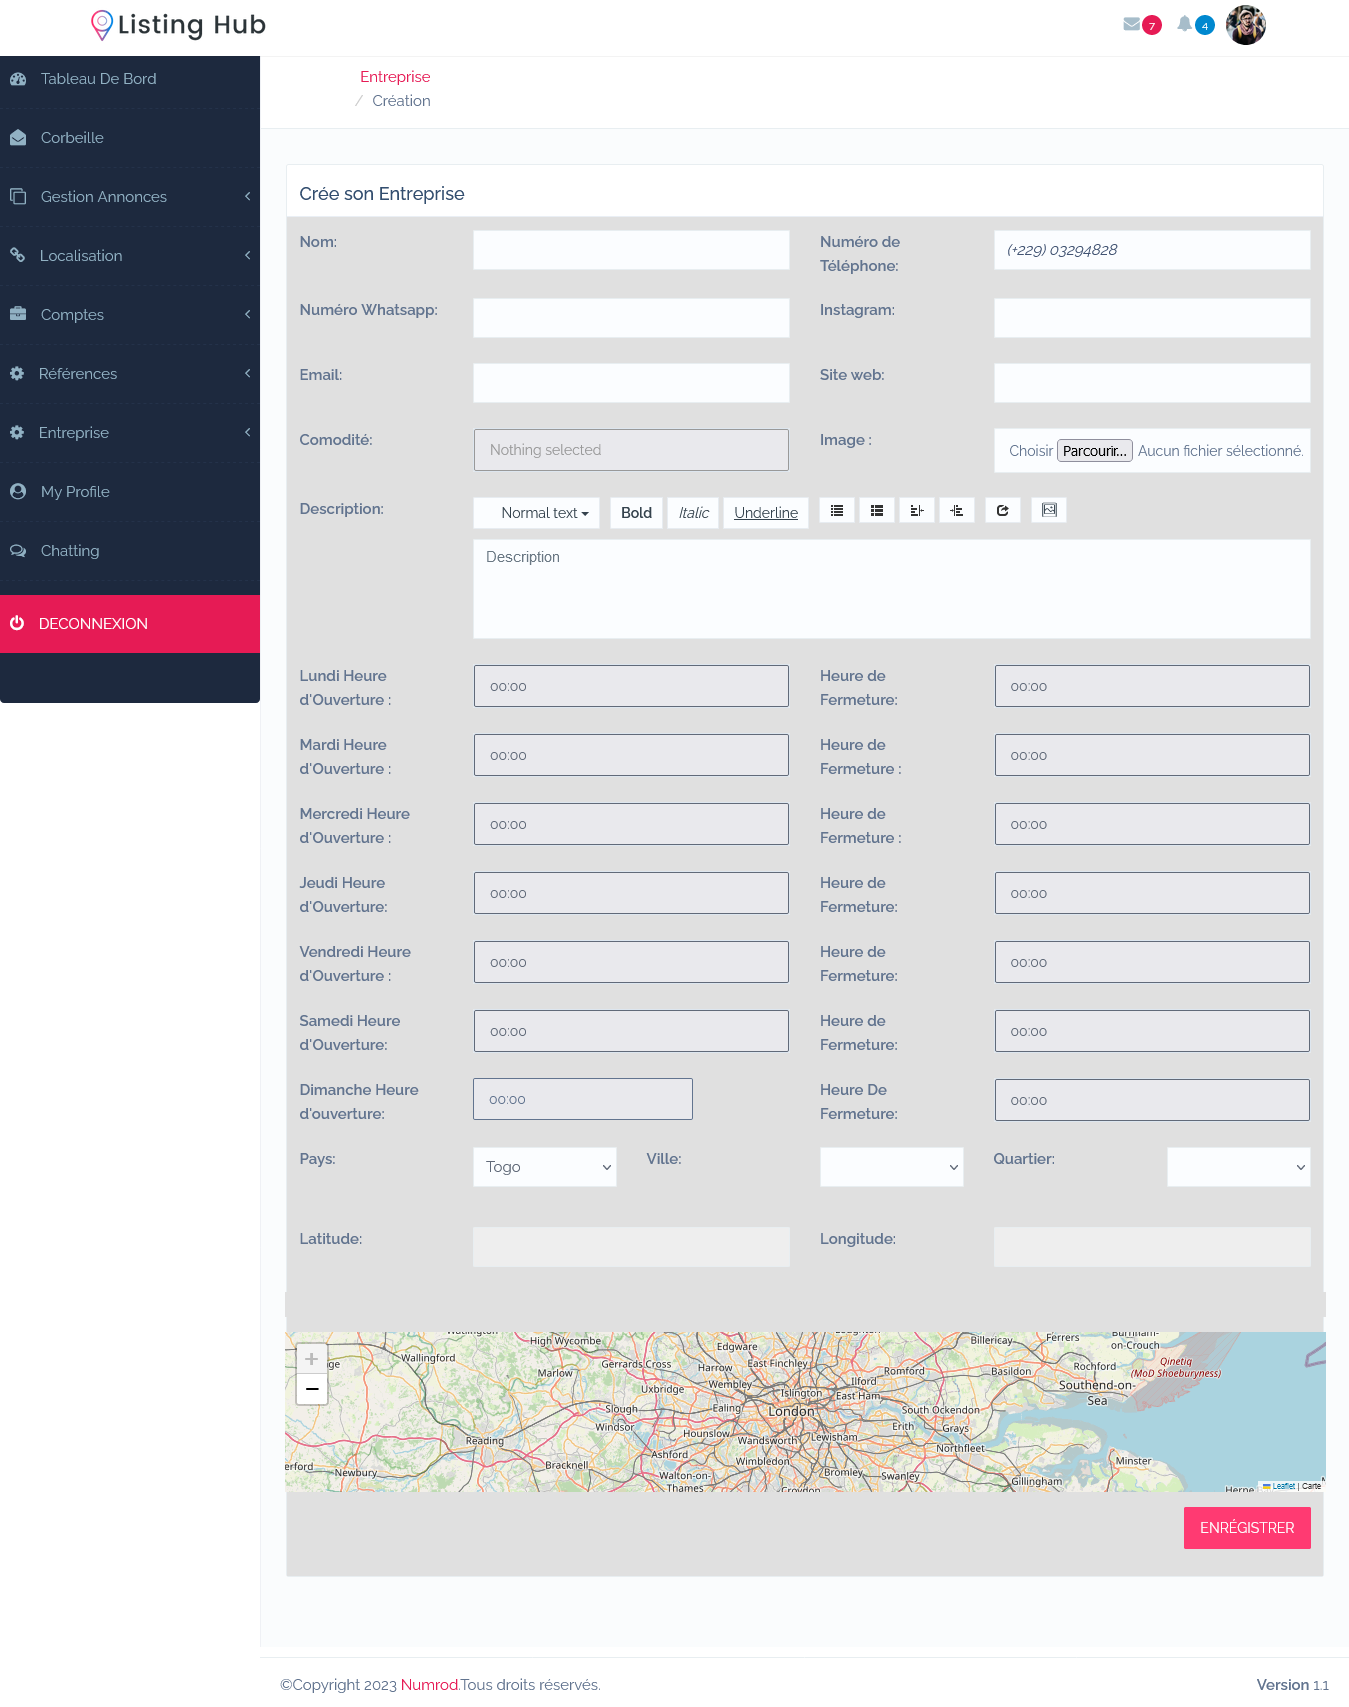 Listing Hub
7
4
Tableau De Bord
Corbeille
Gestion Annonces
Localisation
Comptes
Références
Entreprise
My Profile
Chatting
DECONNEXION
Entreprise
/ Création
Crée son Entreprise
Nom:
Numéro de
Téléphone:
(+229) 03294828
Numéro Whatsapp:
Instagram:
Email:
Site web:
Comodité:
Nothing selected
Image :
Choisir Parcourir... Aucun fichier sélectionné.
Description:
Normal text
Bold
Italic
Underline
Description
Lundi Heure
d'Ouverture :
00:00
Heure de
Fermeture:
00:00
Mardi Heure
d'Ouverture :
00:00
Heure de
Fermeture :
00:00
Mercredi Heure
d'Ouverture :
00:00
Heure de
Fermeture :
00:00
Jeudi Heure
d'Ouverture:
00:00
Heure de
Fermeture:
00:00
Vendredi Heure
d'Ouverture :
00:00
Heure de
Fermeture:
00:00
Samedi Heure
d'Ouverture:
00:00
Heure de
Fermeture:
00:00
Dimanche Heure
d'ouverture:
00:00
Heure De
Fermeture:
00:00
Pays:
Togo
Ville:
Quartier:
Latitude:
Longitude:
+
−
High Wycombe
Edgware
Billericay
Ferrers
Burnham-
on-Crouch
Wallingford
Gerrards Cross
Harrow
East Finchley
Romford
Basildon
Rochford
Qinetiq
(MoD Shoeburyness)
Marlow
Uxbridge
Wembley
Islington
Ilford
East Ham
Southend-on-
Sea
Slough
Ealing
London
South Ockendon
Windsor
Hounslow
Wandsworth
Lewisham
Erith
Grays
Reading
Ashford
Wimbledon
Northfleet
Newbury
Bracknell
Walton-on-
Thames
Bromley
Swanley
Gillingham
Minster
Croydon
Herne
Leaflet | Carte
ENRÉGISTRER
©Copyright 2023 Numrod.Tous droits réservés.
Version 1.1